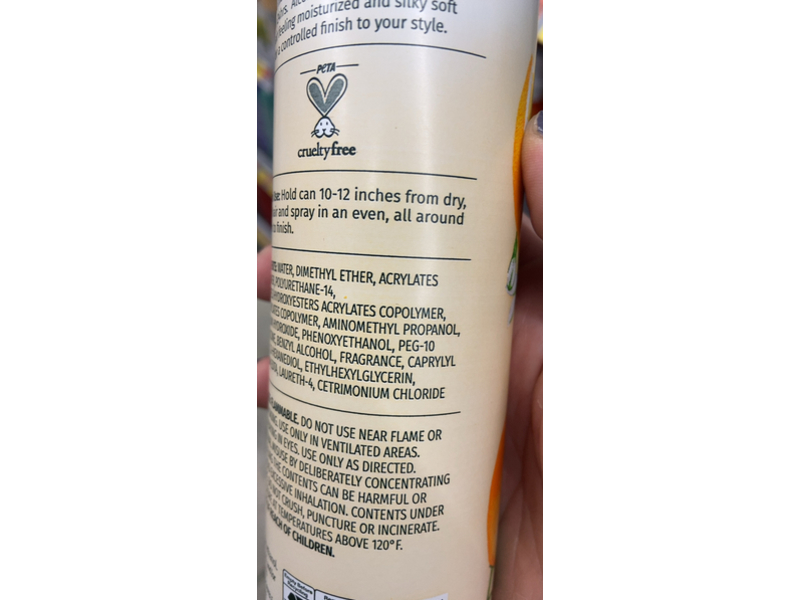 feeling moisturized and silky soft
controlled finish to your style.
PETA
crueltyfree
Hold can 10-12 inches from dry,
and spray in an even, all around
finish.
WATER, DIMETHYL ETHER, ACRYLATES
POLYURETHANE-14,
ACRYLATES COPOLYMER,
COPOLYMER, AMINOMETHYL PROPANOL,
PHENOXYETHANOL, PEG-10
BENZYL ALCOHOL, FRAGRANCE, CAPRYLYL
ETHYLHEXYLGLYCERIN,
LAURETH-4, CETRIMONIUM CHLORIDE
DO NOT USE NEAR FLAME OR
USE ONLY IN VENTILATED AREAS.
IN EYES. USE ONLY AS DIRECTED.
BY DELIBERATELY CONCENTRATING
THE CONTENTS CAN BE HARMFUL OR
INHALATION. CONTENTS UNDER
CRUSH, PUNCTURE OR INCINERATE.
AT TEMPERATURES ABOVE 120°F.
OF CHILDREN.